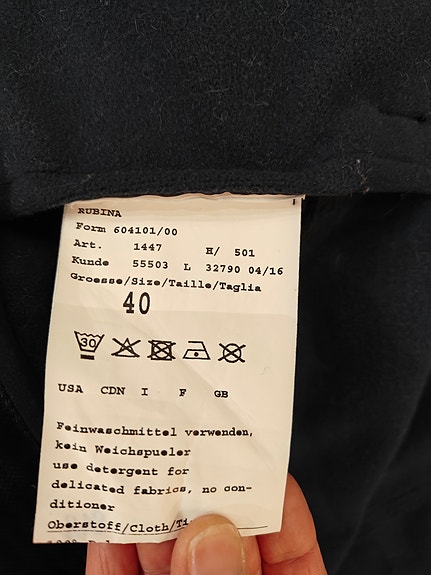 RUBINA
Form 604101/00
Art. 1447 H/ 501
Kunde 55503 L 32790 04/16
Groesse/Size/Taille/Taglia
40
30
USA CDN I F GB
Feinwaschmittel verwenden,
kein Weichspueler
use detergent for
delicated fabrics, no con-
ditioner
Oberstoff/Cloth/